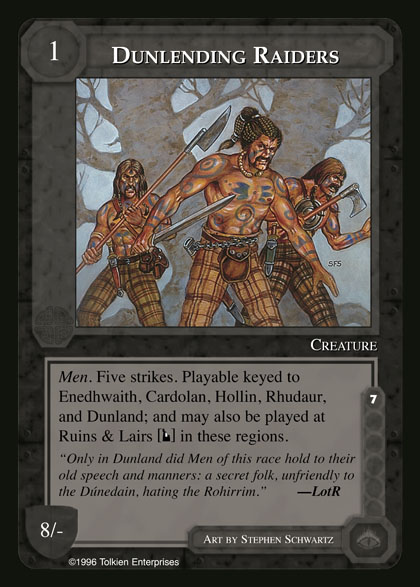 1
DUNLENDING RAIDERS
SFS
CREATURE
Men. Five strikes. Playable keyed to
Enedhwaith, Cardolan, Hollin, Rhudaur,
and Dunland; and may also be played at
Ruins & Lairs [] in these regions.
7
“Only in Dunland did Men of this race hold to their
old speech and manners: a secret folk, unfriendly to
the Dúnedain, hating the Rohirrim.” —LotR
8/-
ART BY STEPHEN SCHWARTZ
©1996 Tolkien Enterprises